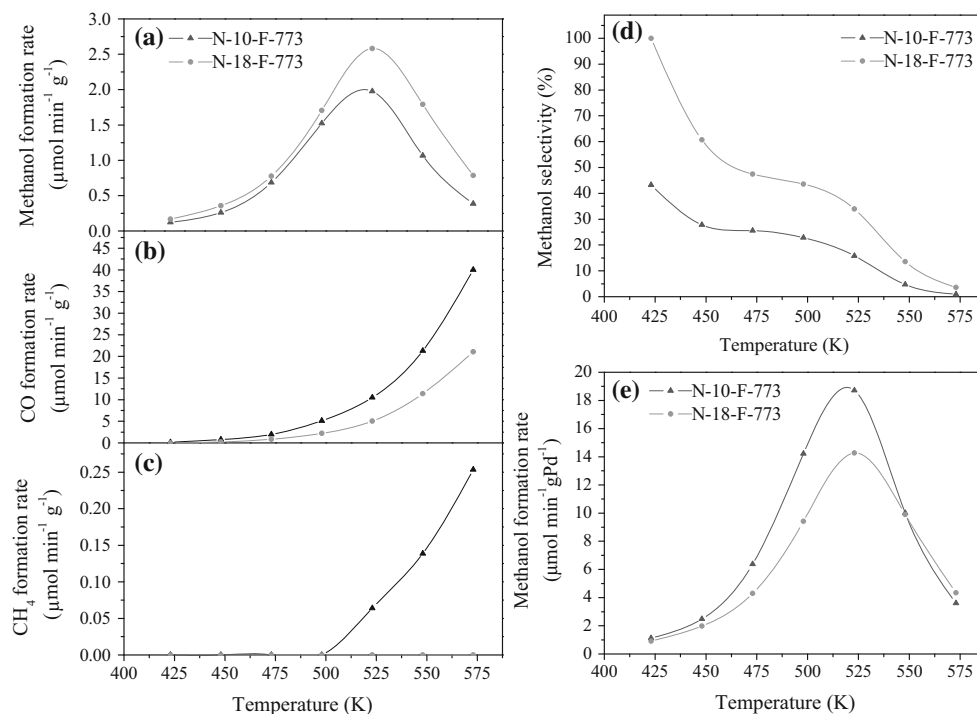 (a)
N-10-F-773
N-18-F-773
Methanol formation rate
(µmol min⁻¹ g⁻¹)
3.0
2.5
2.0
1.5
1.0
0.5
0.0
(b)
CO formation rate
(µmol min⁻¹ g⁻¹)
45
40
35
30
25
20
15
10
5
0
(c)
CH₄ formation rate
(µmol min⁻¹ g⁻¹)
0.25
0.20
0.15
0.10
0.05
0.00
400 425 450 475 500 525 550 575
Temperature (K)
(d)
N-10-F-773
N-18-F-773
Methanol selectivity (%)
100
90
80
70
60
50
40
30
20
10
0
400 425 450 475 500 525 550 575
Temperature (K)
(e)
N-10-F-773
N-18-F-773
Methanol formation rate
(µmol min⁻¹gPd⁻¹)
20
18
16
14
12
10
8
6
4
2
0
400 425 450 475 500 525 550 575
Temperature (K)